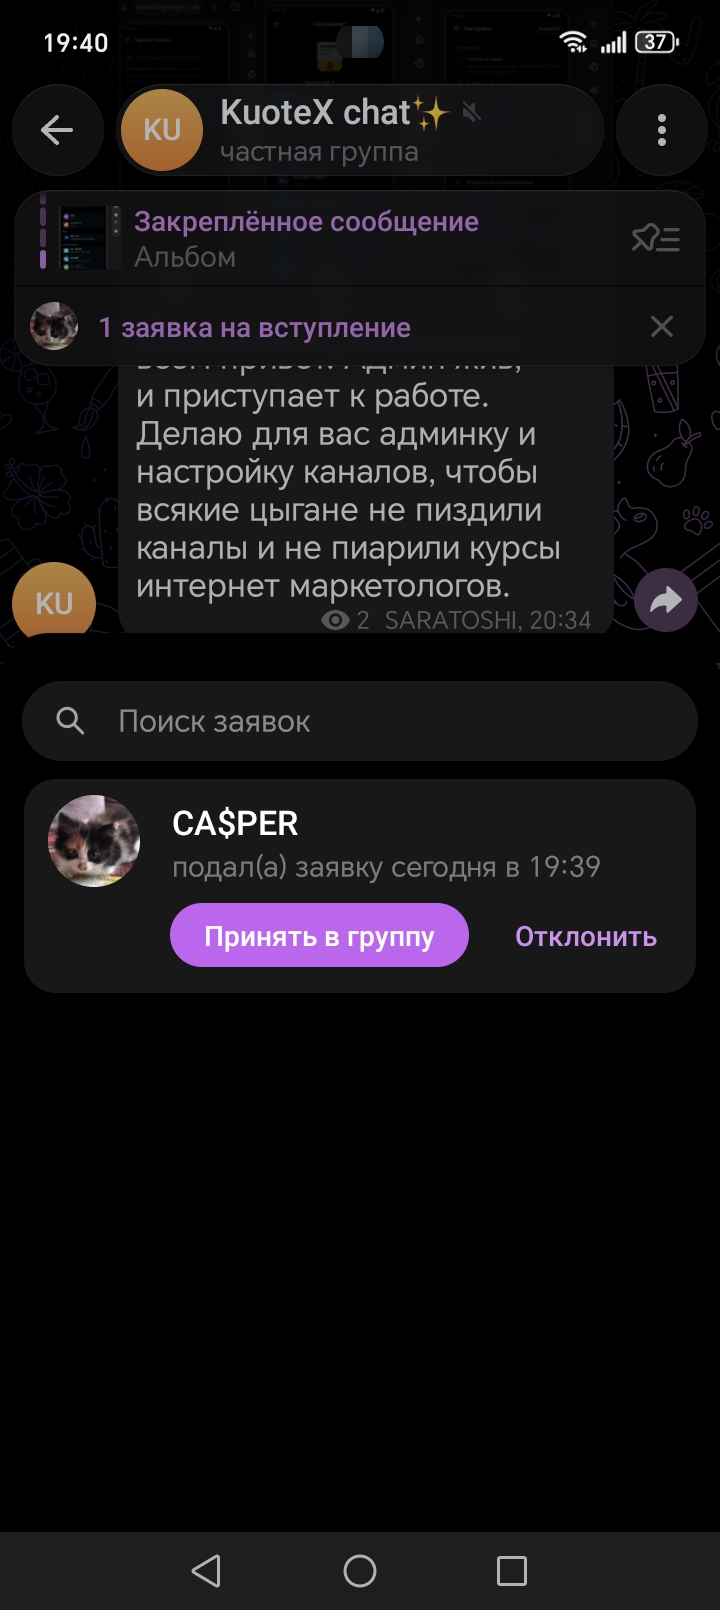 19:40
37
KU
KuoteX chat✨
частная группа
Закреплённое сообщение
Альбом
1 заявка на вступление
и приступает к работе.
Делаю для вас админку и
настройку каналов, чтобы
всякие цыгане не пиздили
каналы и не пиарили курсы
интернет маркетологов.
KU
2 SARATOSHI, 20:34
Поиск заявок
CA$PER
подал(а) заявку сегодня в 19:39
Принять в группу
Отклонить